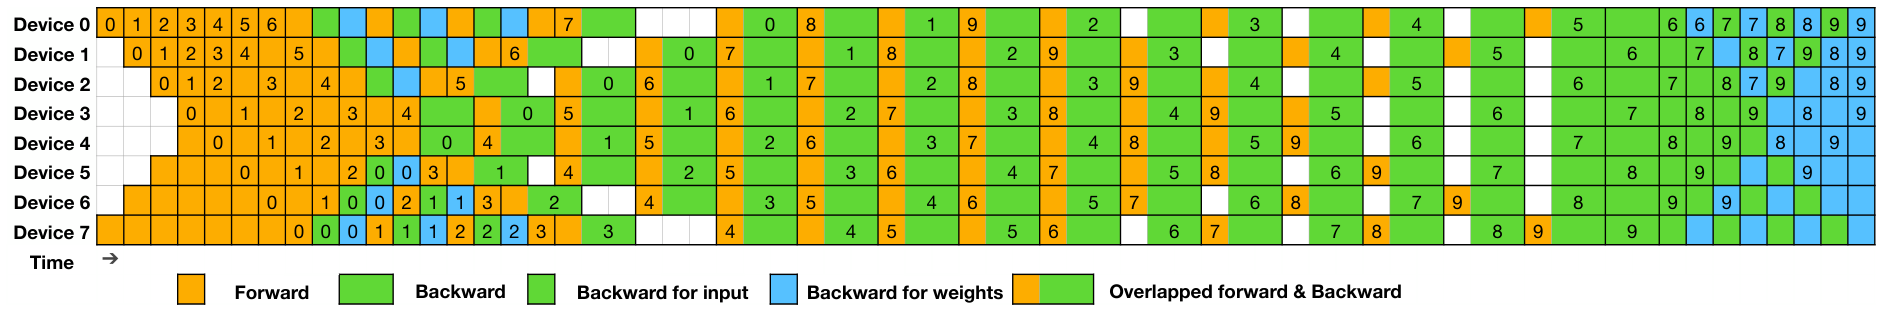 Device 0 0 1 2 3 4 5 6 7 0 8 1 9 2 3 4 5 6 6 7 7 8 8 9 9
Device 1 0 1 2 3 4 5 6 0 7 1 8 2 9 3 4 5 6 7 8 7 9 8 9
Device 2 0 1 2 3 4 5 0 6 1 7 2 8 3 9 4 5 6 7 8 7 9 8 9
Device 3 0 1 2 3 4 0 5 1 6 2 7 3 8 4 9 5 6 7 8 9 8 9
Device 4 0 1 2 3 0 4 1 5 2 6 3 7 4 8 5 9 6 7 8 9 8 9
Device 5 0 1 2 0 0 3 1 4 2 5 3 6 4 7 5 8 6 9 7 8 9 9
Device 6 0 1 0 0 2 1 1 3 2 4 3 5 4 6 5 7 6 8 7 9 8 9 9
Device 7 0 0 0 1 1 1 2 2 2 3 3 4 4 5 5 6 6 7 7 8 8 9 9
Time →
Forward Backward Backward for input Backward for weights Overlapped forward & Backward